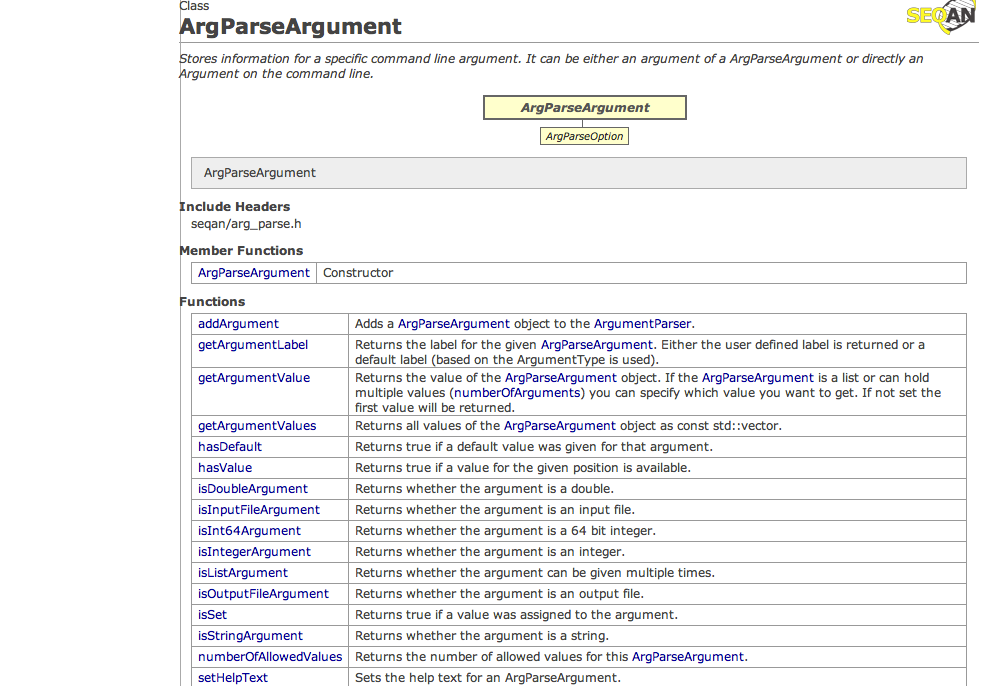 Class
SEQAN
ArgParseArgument
Stores information for a specific command line argument. It can be either an argument of a ArgParseArgument or directly an
Argument on the command line.
ArgParseArgument
ArgParseOption
ArgParseArgument
Include Headers
seqan/arg_parse.h
Member Functions
ArgParseArgument Constructor
Functions
addArgument Adds a ArgParseArgument object to the ArgumentParser.
getArgumentLabel Returns the label for the given ArgParseArgument. Either the user defined label is returned or a
default label (based on the ArgumentType is used).
getArgumentValue Returns the value of the ArgParseArgument object. If the ArgParseArgument is a list or can hold
multiple values (numberOfArguments) you can specify which value you want to get. If not set the
first value will be returned.
getArgumentValues Returns all values of the ArgParseArgument object as const std::vector.
hasDefault Returns true if a default value was given for that argument.
hasValue Returns true if a value for the given position is available.
isDoubleArgument Returns whether the argument is a double.
isInputFileArgument Returns whether the argument is an input file.
isInt64Argument Returns whether the argument is a 64 bit integer.
isIntegerArgument Returns whether the argument is an integer.
isListArgument Returns whether the argument can be given multiple times.
isOutputFileArgument Returns whether the argument is an output file.
isSet Returns true if a value was assigned to the argument.
isStringArgument Returns whether the argument is a string.
numberOfAllowedValues Returns the number of allowed values for this ArgParseArgument.
setHelpText Sets the help text for an ArgParseArgument.